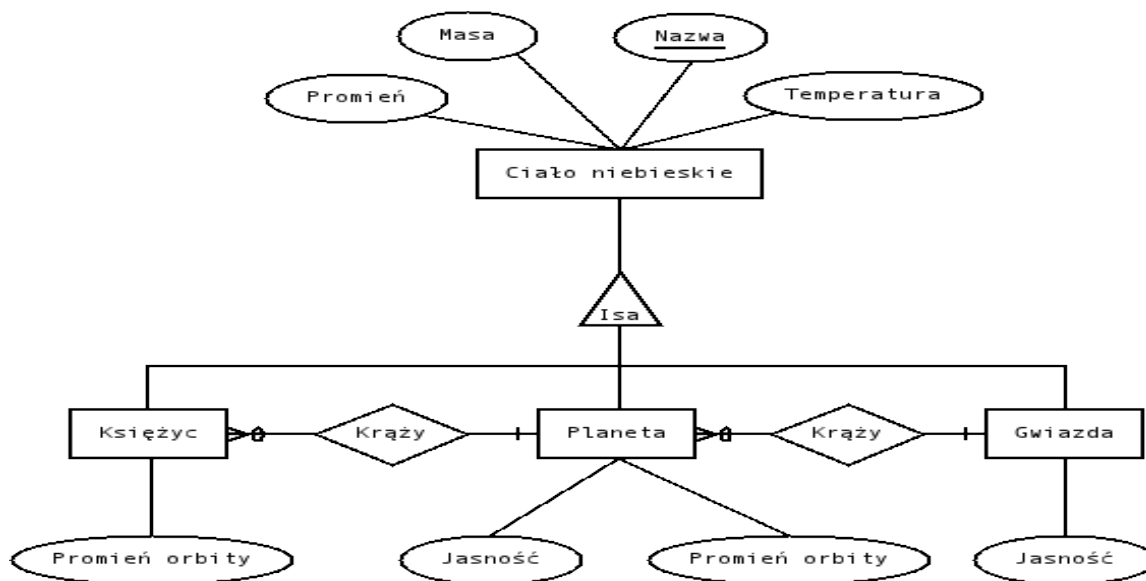 Masa
Nazwa
Promień
Temperatura
Ciało niebieskie
Isa
Księżyc
Krąży
Planeta
Krąży
Gwiazda
Promień orbity
Jasność
Promień orbity
Jasność